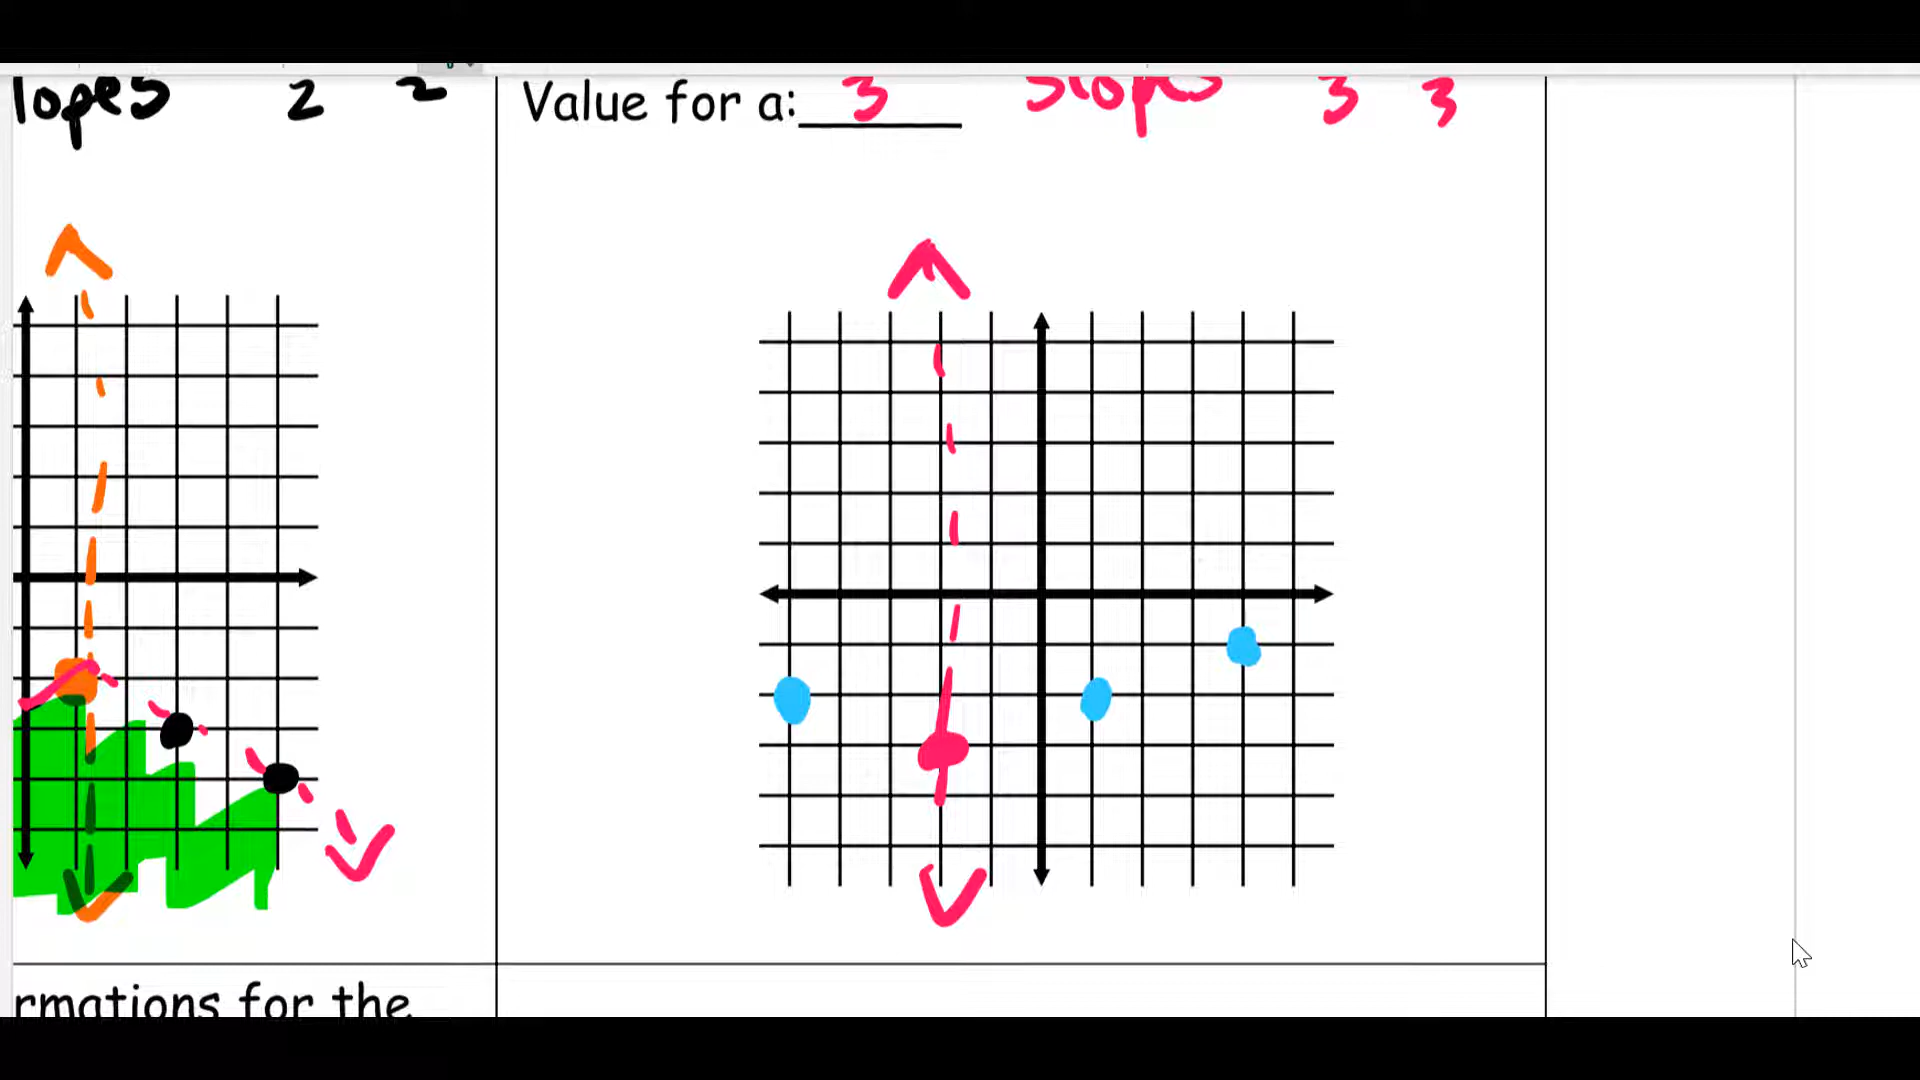 lopes 2 2
Value for a: 3 slopes 3 3
rmations for the